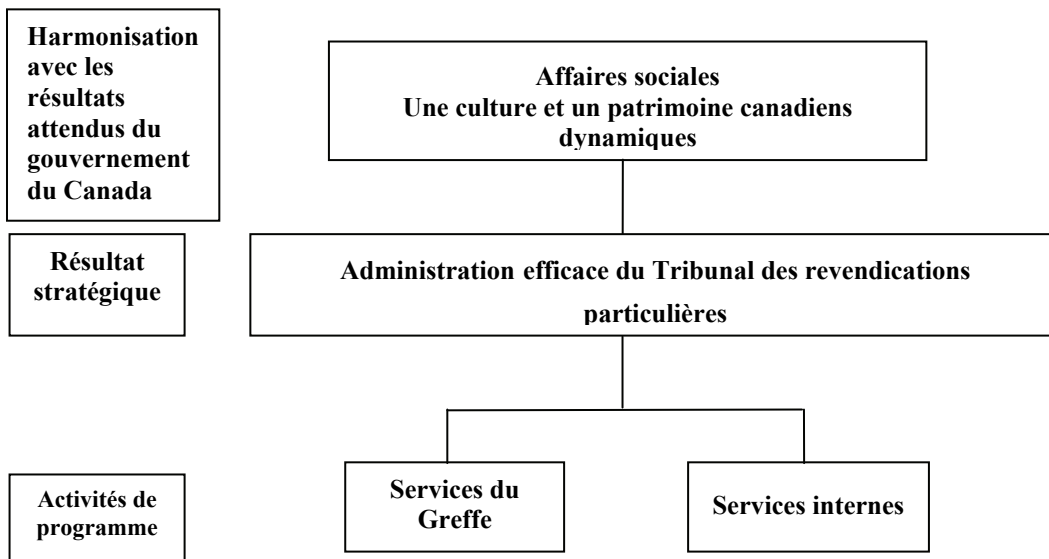 Harmonisation
avec les
résultats
attendus du
gouvernement
du Canada
Affaires sociales
Une culture et un patrimoine canadiens
dynamiques
Résultat
stratégique
Administration efficace du Tribunal des revendications
particulières
Activités de
programme
Services du
Greffe
Services internes